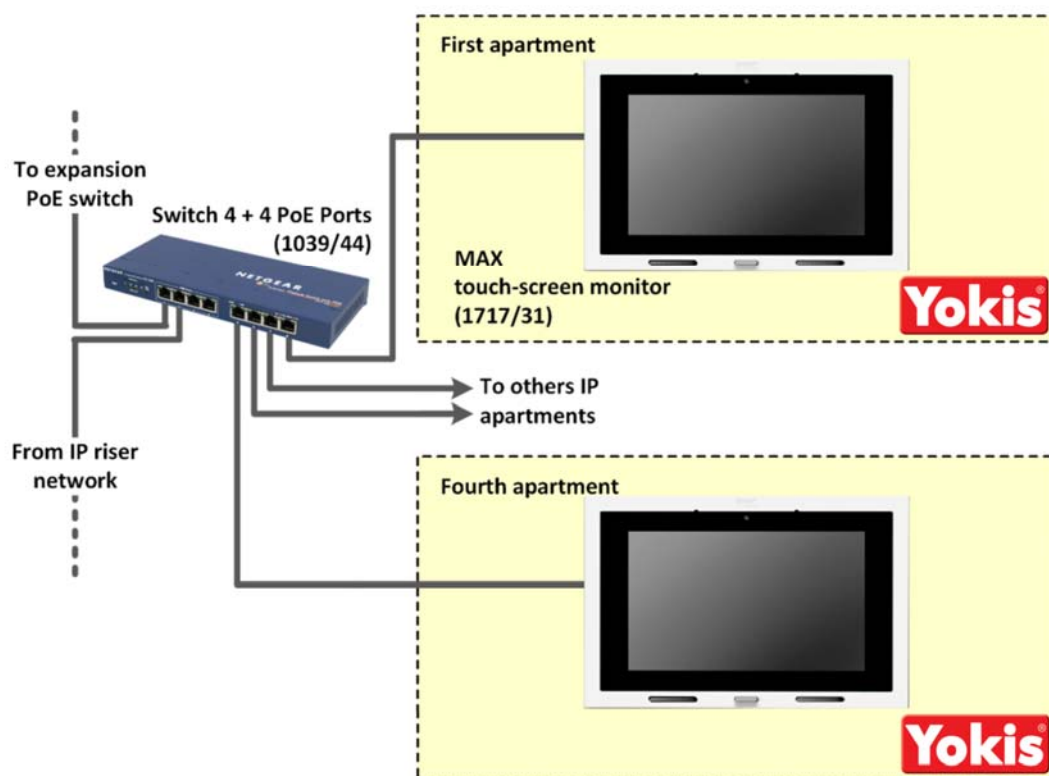 First apartment
To expansion
PoE switch
Switch 4 + 4 PoE Ports
(1039/44)
NETGEAR
MAX
touch-screen monitor
(1717/31)
Yokis
To others IP
apartments
From IP riser
network
Fourth apartment
Yokis